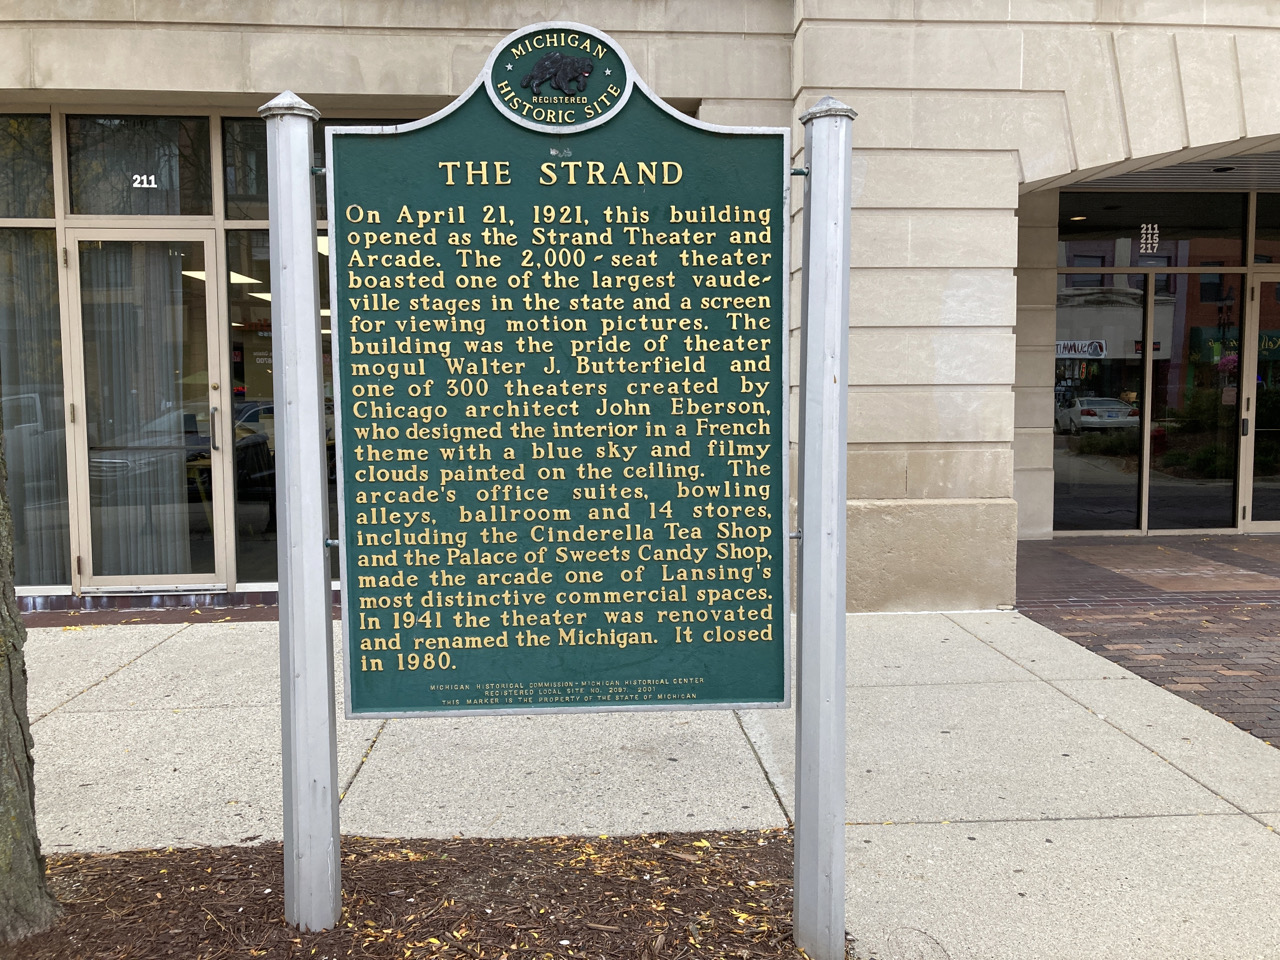 MICHIGAN
REGISTERED
HISTORIC SITE
THE STRAND
On April 21, 1921, this building
opened as the Strand Theater and
Arcade. The 2,000-seat theater
boasted one of the largest vaude-
ville stages in the state and a screen
for viewing motion pictures. The
building was the pride of theater
mogul Walter J. Butterfield and
one of 300 theaters created by
Chicago architect John Eberson,
who designed the interior in a French
theme with a blue sky and filmy
clouds painted on the ceiling. The
arcade's office suites, bowling
alleys, ballroom and 14 stores,
including the Cinderella Tea Shop
and the Palace of Sweets Candy Shop,
made the arcade one of Lansing's
most distinctive commercial spaces.
In 1941 the theater was renovated
and renamed the Michigan. It closed
in 1980.
MICHIGAN HISTORICAL COMMISSION-MICHIGAN HISTORICAL CENTER
REGISTERED LOCAL SITE NO. 2097, 2001
THIS MARKER IS THE PROPERTY OF THE STATE OF MICHIGAN
211
211
215
217